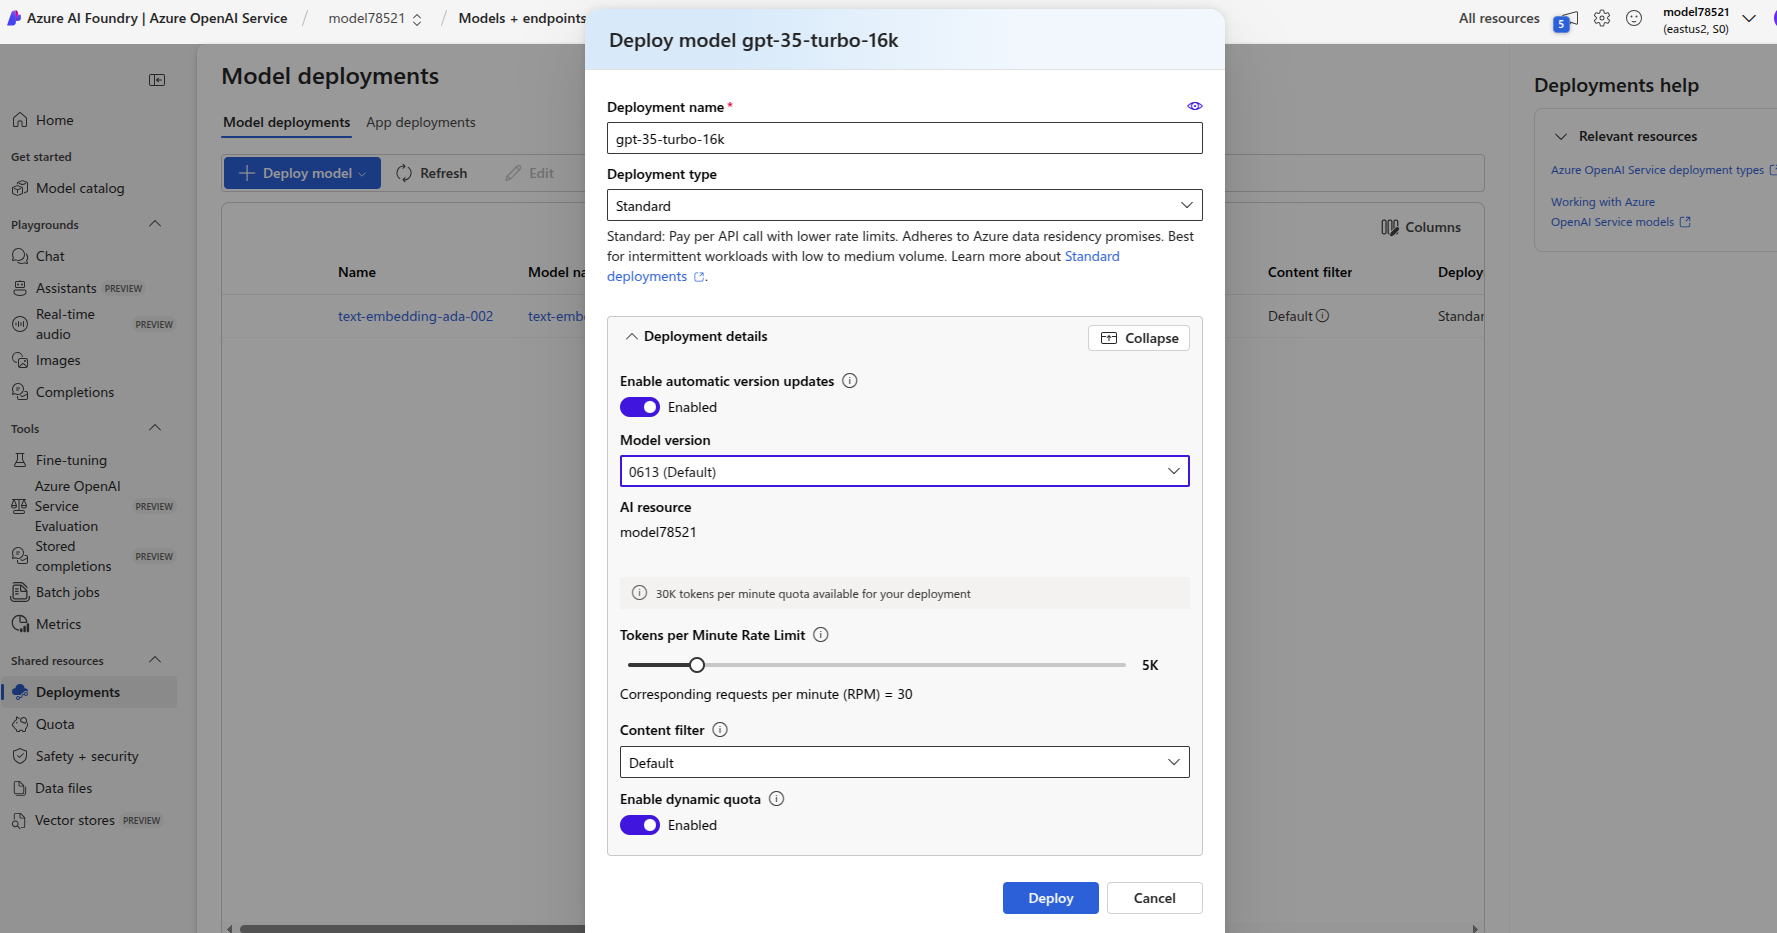 Azure AI Foundry | Azure OpenAI Service / model78521 / Models + endpoints
All resources 5 model78521
(eastus2, S0)
Home
Get started
Model catalog
Playgrounds
Chat
Assistants PREVIEW
Real-time
audio PREVIEW
Images
Completions
Tools
Fine-tuning
Azure OpenAI
Service PREVIEW
Evaluation
Stored
completions PREVIEW
Batch jobs
Metrics
Shared resources
Deployments
Quota
Safety + security
Data files
Vector stores PREVIEW
Model deployments
Model deployments App deployments
Deploy model Refresh Edit
Columns
Name Model na Content filter Deploy
text-embedding-ada-002 text-emb Default Standar
Deploy model gpt-35-turbo-16k
Deployment name *
gpt-35-turbo-16k
Deployment type
Standard
Standard: Pay per API call with lower rate limits. Adheres to Azure data residency promises. Best
for intermittent workloads with low to medium volume. Learn more about Standard
deployments .
Deployment details Collapse
Enable automatic version updates
Enabled
Model version
0613 (Default)
AI resource
model78521
30K tokens per minute quota available for your deployment
Tokens per Minute Rate Limit
5K
Corresponding requests per minute (RPM) = 30
Content filter
Default
Enable dynamic quota
Enabled
Deploy Cancel
Deployments help
Relevant resources
Azure OpenAI Service deployment types
Working with Azure
OpenAI Service models